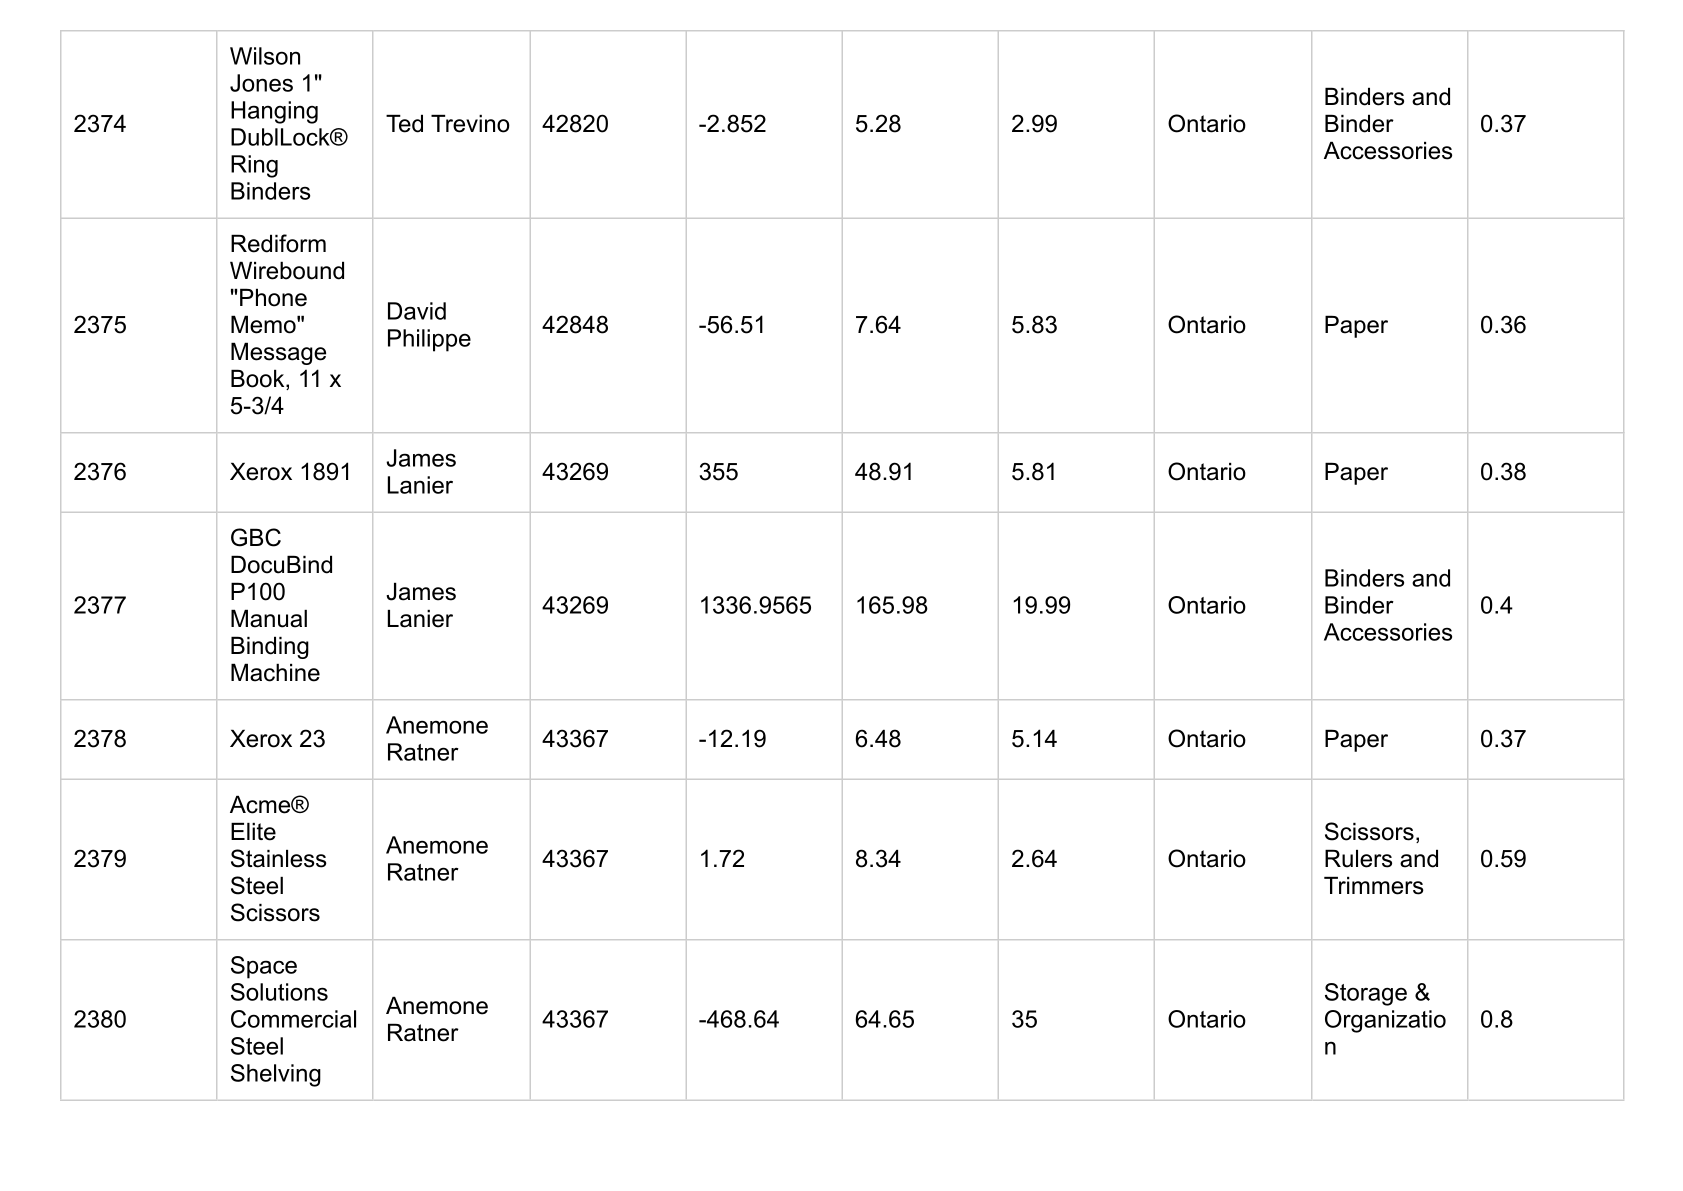 2374
Wilson
Jones 1"
Hanging
DublLock®
Ring
Binders
Ted Trevino
42820
-2.852
5.28
2.99
Ontario
Binders and
Binder
Accessories
0.37
2375
Rediform
Wirebound
"Phone
Memo"
Message
Book, 11 x
5-3/4
David
Philippe
42848
-56.51
7.64
5.83
Ontario
Paper
0.36
2376
Xerox 1891
James
Lanier
43269
355
48.91
5.81
Ontario
Paper
0.38
2377
GBC
DocuBind
P100
Manual
Binding
Machine
James
Lanier
43269
1336.9565
165.98
19.99
Ontario
Binders and
Binder
Accessories
0.4
2378
Xerox 23
Anemone
Ratner
43367
-12.19
6.48
5.14
Ontario
Paper
0.37
2379
Acme®
Elite
Stainless
Steel
Scissors
Anemone
Ratner
43367
1.72
8.34
2.64
Ontario
Scissors,
Rulers and
Trimmers
0.59
2380
Space
Solutions
Commercial
Steel
Shelving
Anemone
Ratner
43367
-468.64
64.65
35
Ontario
Storage &
Organizatio
n
0.8